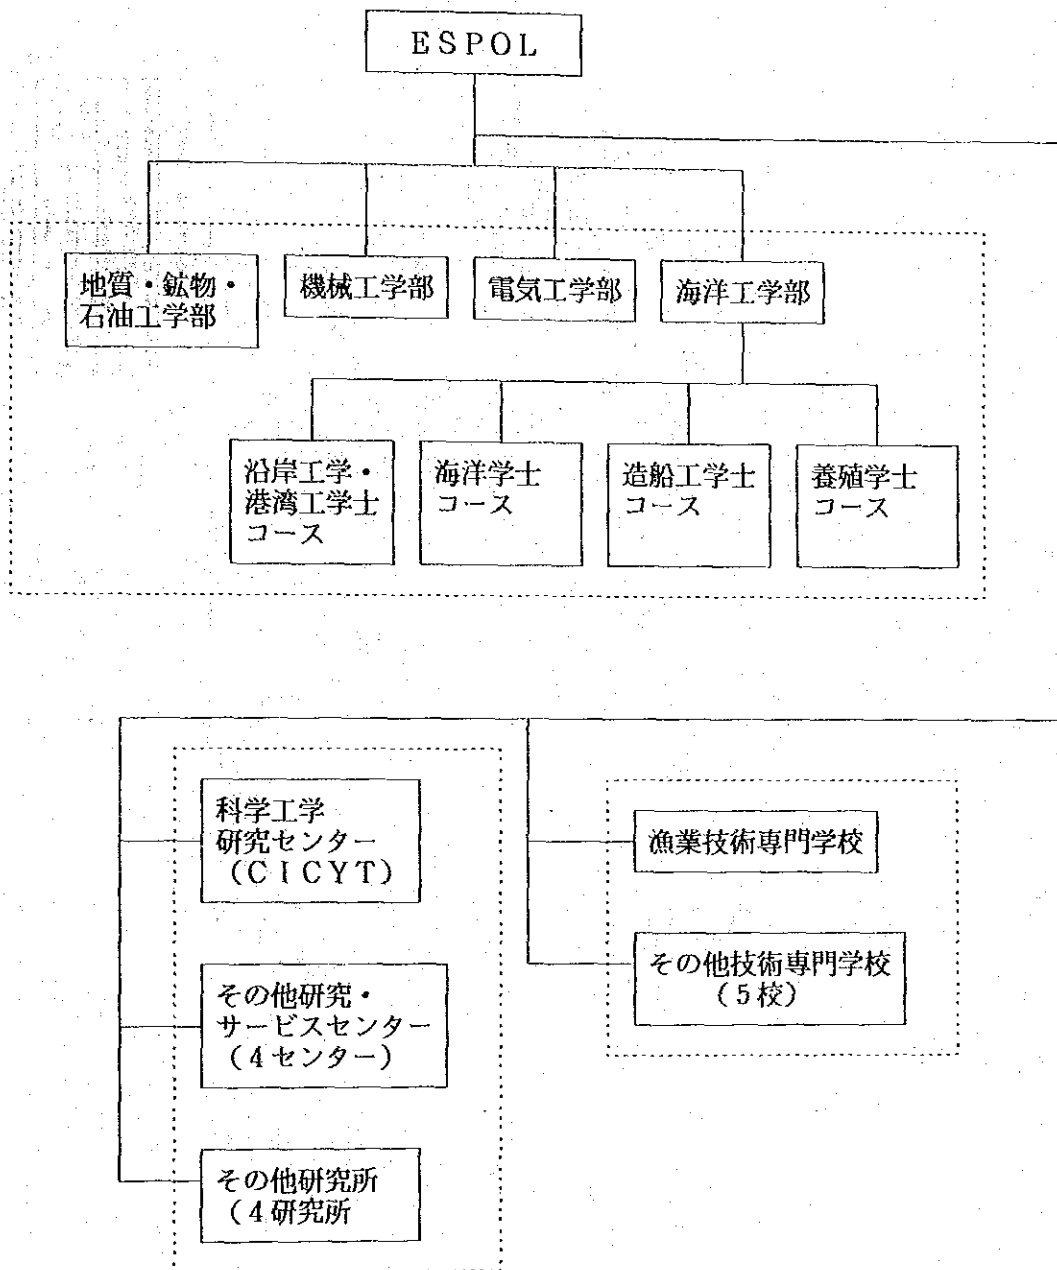 ESPOL
地質・鉱物・
石油工学部
機械工学部
電気工学部
海洋工学部
沿岸工学・
港湾工学士
コース
海洋学士
コース
造船工学士
コース
養殖学士
コース
科学工学
研究センター
(CICYT)
漁業技術専門学校
その他研究・
サービスセンター
(4センター)
その他技術専門学校
(5校)
その他研究所
(4研究所